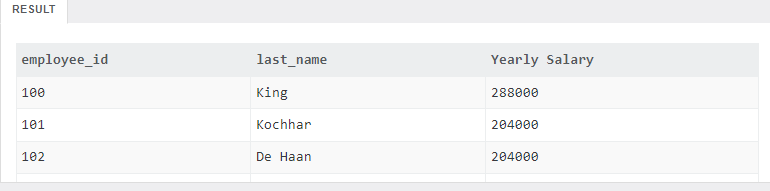 RESULT
employee_id last_name Yearly Salary
100 King 288000
101 Kochhar 204000
102 De Haan 204000